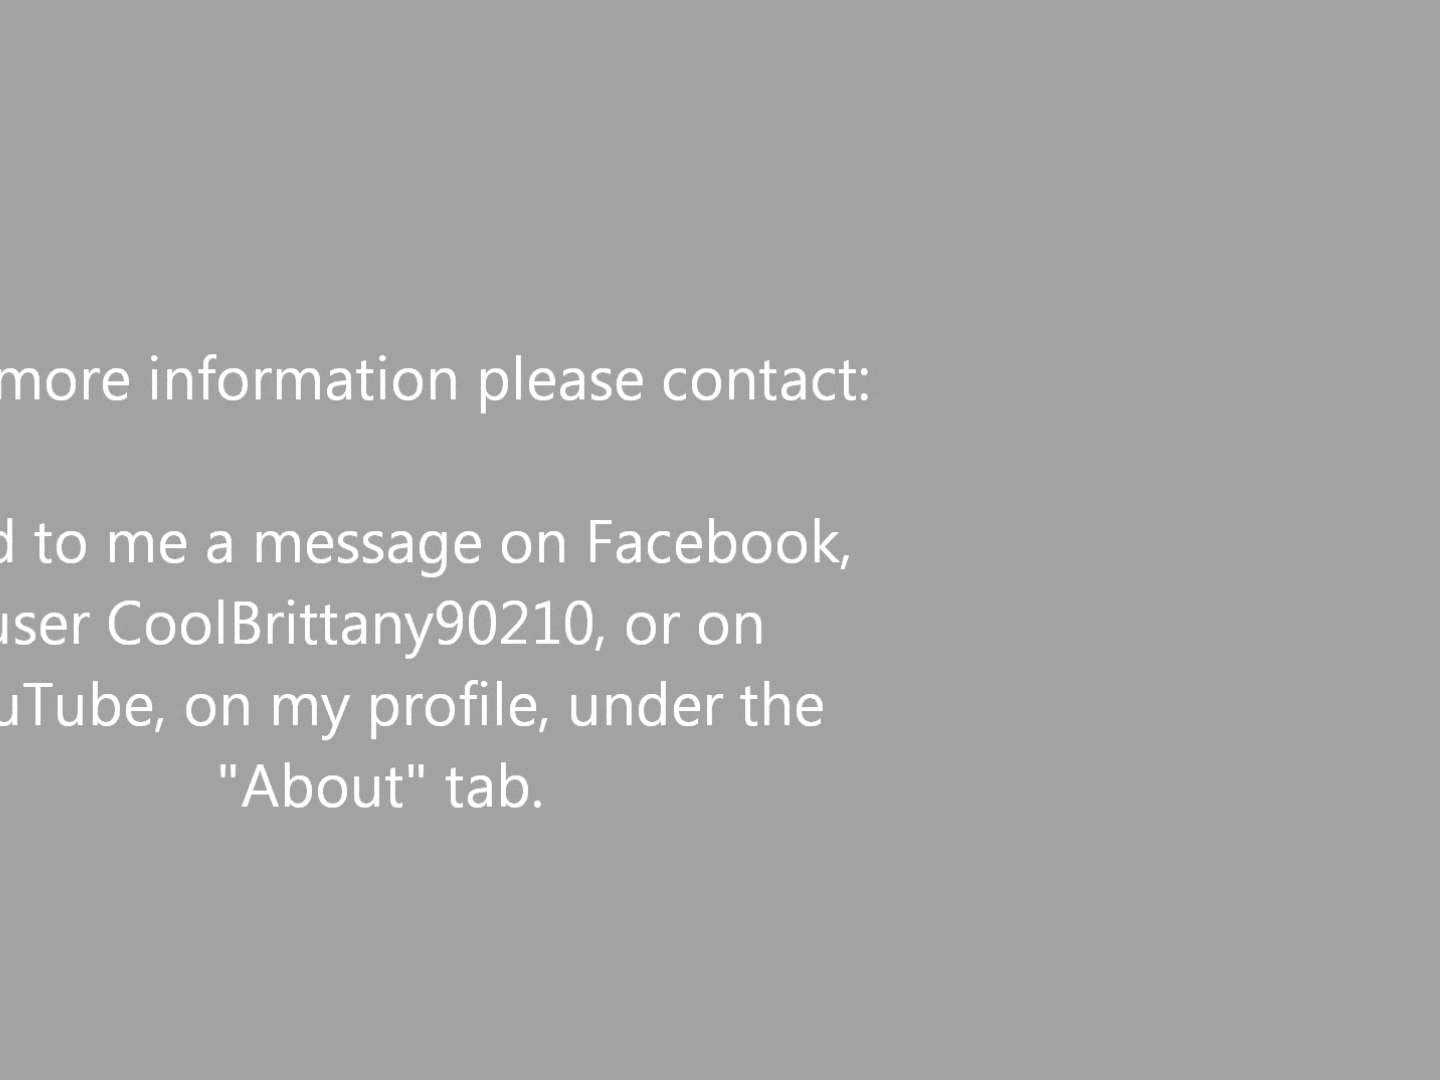 more information please contact:
d to me a message on Facebook,
user CoolBrittany90210, or on
uTube, on my profile, under the
"About" tab.